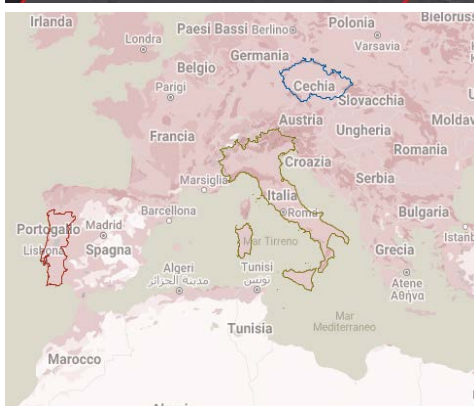 Irlanda
Londra
Paesi Bassi
Berlino
Polonia
Varsavia
Belgio
Germania
Parigi
Cechia
Slovacchia
Austria
Ungheria
Moldav
Francia
Romania
Croazia
Serbia
Marsiglia
Italia
Roma
Bulgaria
Barcellona
Portogallo
Madrid
Lisbona
Spagna
Mar Tirreno
Istanb
Grecia
Algeri
مدينة الجزائر
Tunisi
تونس
Atene
Αθήνα
Tunisia
Mar
Mediterraneo
Marocco